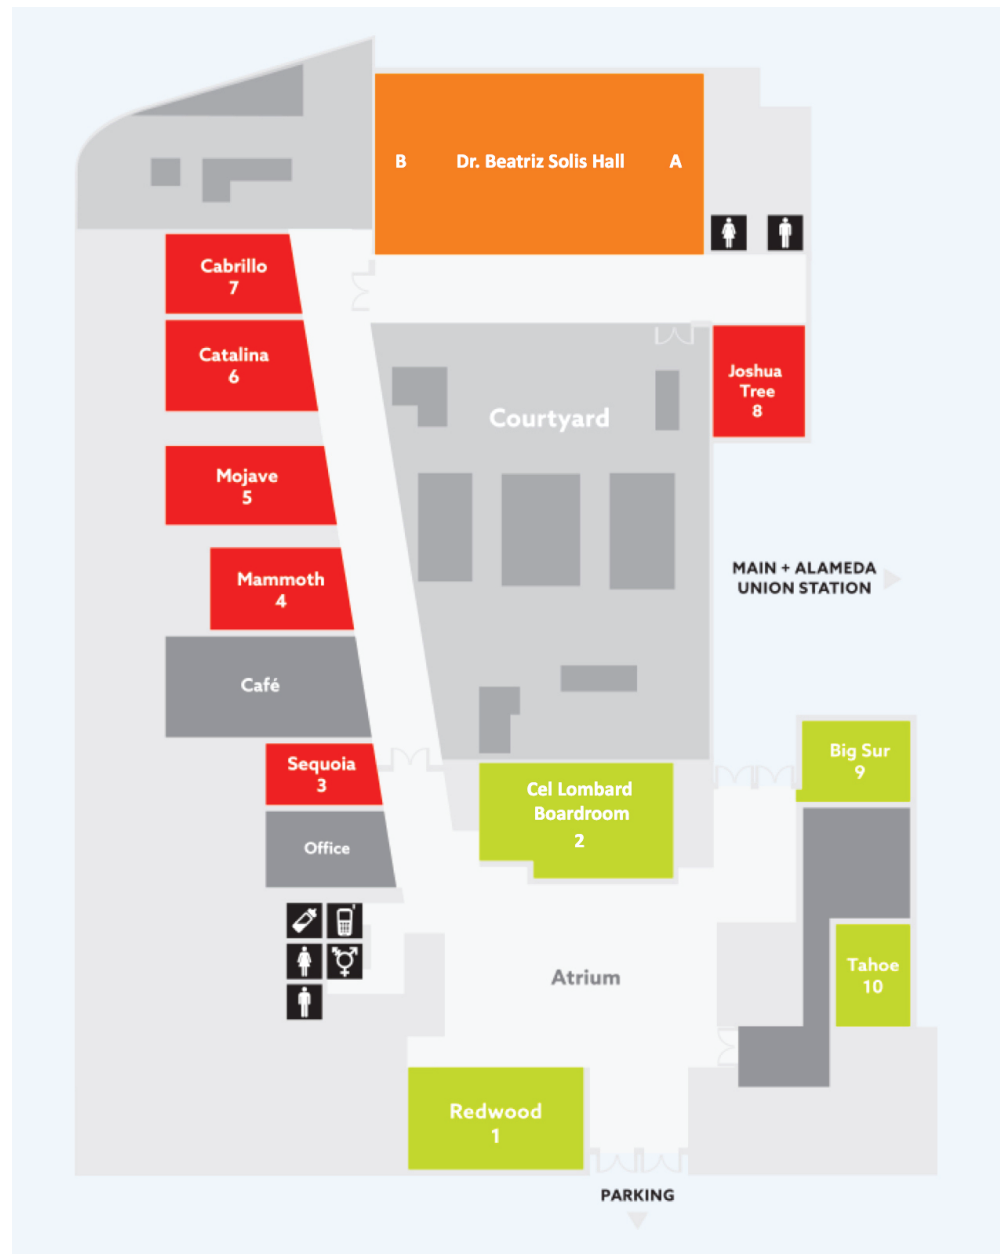 B Dr. Beatriz Solis Hall A
Cabrillo
7
Catalina
6
Joshua
Tree
8
Courtyard
Mojave
5
MAIN + ALAMEDA
UNION STATION
Mammoth
4
Café
Big Sur
9
Sequoia
3
Cel Lombard
Boardroom
2
Office
Atrium
Tahoe
10
Redwood
1
PARKING